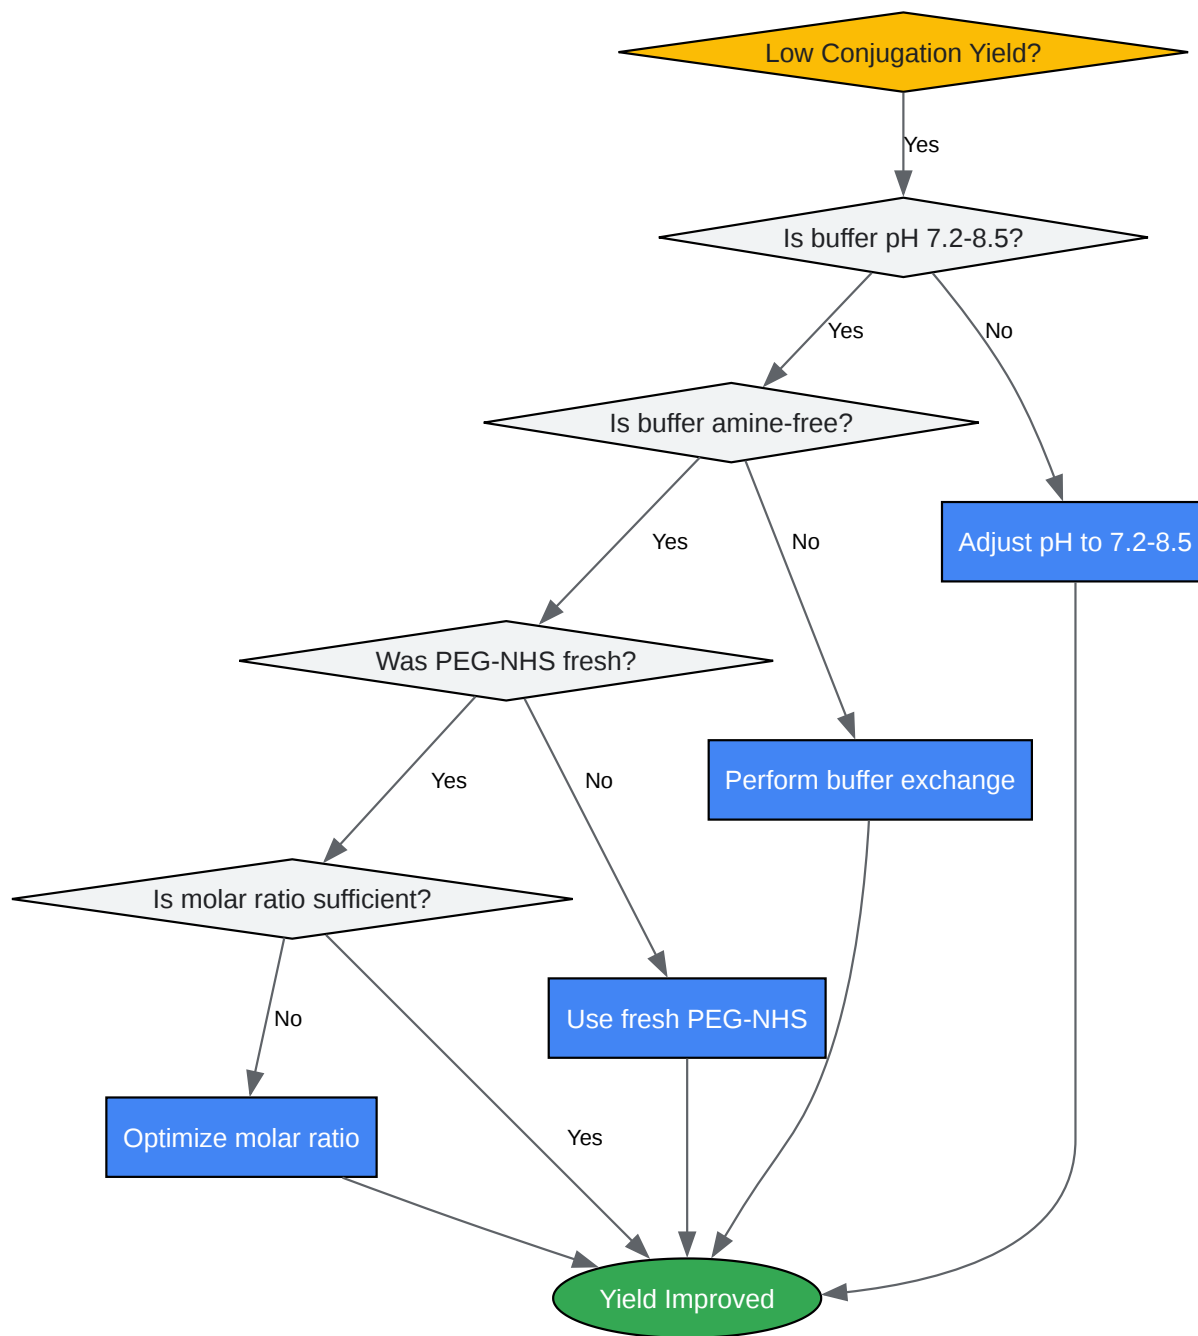 Low Conjugation Yield?
Yes
Is buffer pH 7.2-8.5?
Yes
No
Is buffer amine-free?
Adjust pH to 7.2-8.5
Yes
No
Was PEG-NHS fresh?
Perform buffer exchange
Yes
No
Is molar ratio sufficient?
Use fresh PEG-NHS
No
Optimize molar ratio
Yes
Yield Improved